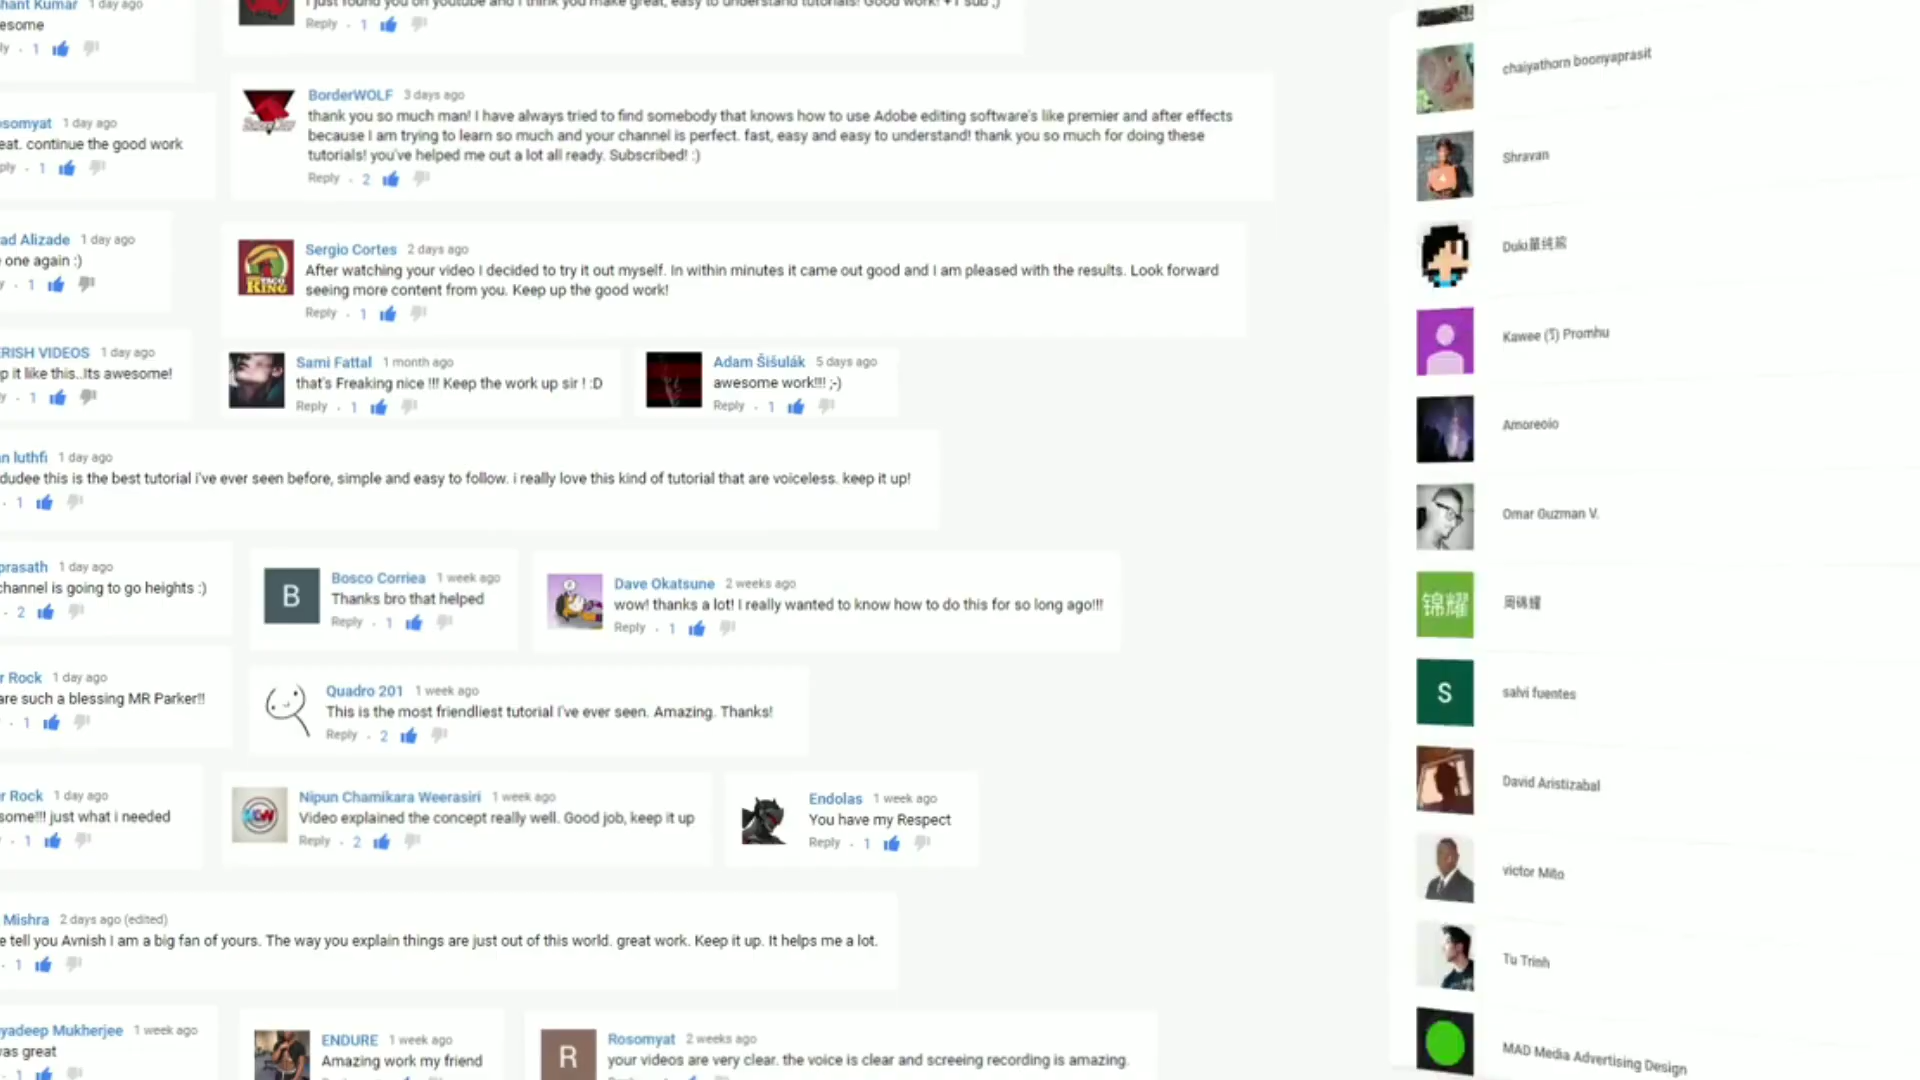 hant Kumar 1 day ago
esome
ly · 1
I just found you on youtube and I think you make great, easy to understand tutorials! Good work! +1 sub ;)
Reply · 1
osomyat 1 day ago
eat. continue the good work
ply · 1
BorderWOLF 3 days ago
thank you so much man! I have always tried to find somebody that knows how to use Adobe editing software's like premier and after effects
because I am trying to learn so much and your channel is perfect. fast, easy and easy to understand! thank you so much for doing these
tutorials! you've helped me out a lot all ready. Subscribed! :)
Reply · 2
ad Alizade 1 day ago
e one again :)
y · 1
TACO
KING
Sergio Cortes 2 days ago
After watching your video I decided to try it out myself. In within minutes it came out good and I am pleased with the results. Look forward
seeing more content from you. Keep up the good work!
Reply · 1
ERISH VIDEOS 1 day ago
p it like this..Its awesome!
y · 1
Sami Fattal 1 month ago
that's Freaking nice !!! Keep the work up sir ! :D
Reply · 1
Adam Šišulák 5 days ago
awesome work!!! ;-)
Reply · 1
n luthfi 1 day ago
dudee this is the best tutorial i've ever seen before, simple and easy to follow. i really love this kind of tutorial that are voiceless. keep it up!
· 1
prasath 1 day ago
channel is going to go heights :)
· 2
B
Bosco Corriea 1 week ago
Thanks bro that helped
Reply · 1
Dave Okatsune 2 weeks ago
wow! thanks a lot! I really wanted to know how to do this for so long ago!!!
Reply · 1
r Rock 1 day ago
are such a blessing MR Parker!!
· 1
Quadro 201 1 week ago
This is the most friendliest tutorial I've ever seen. Amazing. Thanks!
Reply · 2
r Rock 1 day ago
some!!! just what i needed
· 1
Nipun Chamikara Weerasiri 1 week ago
Video explained the concept really well. Good job, keep it up
Reply · 2
Endolas 1 week ago
You have my Respect
Reply · 1
Mishra 2 days ago (edited)
e tell you Avnish I am a big fan of yours. The way you explain things are just out of this world. great work. Keep it up. It helps me a lot.
· 1
yadeep Mukherjee 1 week ago
was great
· 1
ENDURE 1 week ago
Amazing work my friend
R
Rosomyat 2 weeks ago
your videos are very clear. the voice is clear and screeing recording is amazing.
chaiyathorn boonyaprasit
Shravan
Kawee (วี) Promhu
Amoreoio
Omar Guzman V.
锦耀
周锦耀
S
salvi fuentes
David Aristizabal
victor Mito
Tu Trinh
MAD Media Advertising Design